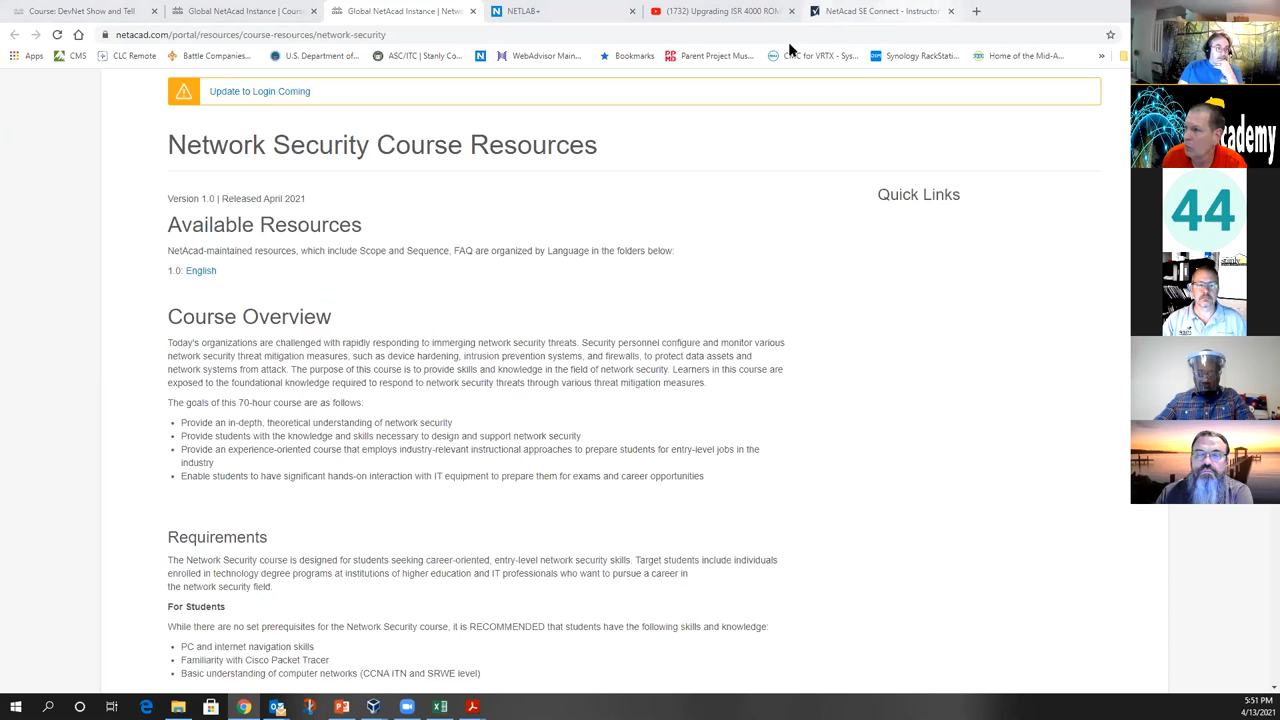 Course: DevNet Show and Tell
Global NetAcad Instance | Cours
Global NetAcad Instance | Netwo
NETLAB+
(1732) Upgrading ISR 4000 ROM
NetAcad SE Connect - Instructor
netacad.com/portal/resources/course-resources/network-security
Apps
CMS
CLC Remote
Battle Companies...
U.S. Department of...
ASC/ITC | Stanly Co...
WebAdvisor Main...
Bookmarks
Parent Project Mus...
for VRTX - Sys...
Synology RackStati...
Home of the Mid-A...
»
Update to Login Coming
Network Security Course Resources
Version 1.0 | Released April 2021
Quick Links
Available Resources
NetAcad-maintained resources, which include Scope and Sequence, FAQ are organized by Language in the folders below:
1.0: English
Course Overview
Today's organizations are challenged with rapidly responding to immerging network security threats. Security personnel configure and monitor various
network security threat mitigation measures, such as device hardening, intrusion prevention systems, and firewalls, to protect data assets and
network systems from attack. The purpose of this course is to provide skills and knowledge in the field of network security. Learners in this course are
exposed to the foundational knowledge required to respond to network security threats through various threat mitigation measures.
The goals of this 70-hour course are as follows:
• Provide an in-depth, theoretical understanding of network security
• Provide students with the knowledge and skills necessary to design and support network security
• Provide an experience-oriented course that employs industry-relevant instructional approaches to prepare students for entry-level jobs in the
industry
• Enable students to have significant hands-on interaction with IT equipment to prepare them for exams and career opportunities
Requirements
The Network Security course is designed for students seeking career-oriented, entry-level network security skills. Target students include individuals
enrolled in technology degree programs at institutions of higher education and IT professionals who want to pursue a career in
the network security field.
For Students
While there are no set prerequisites for the Network Security course, it is RECOMMENDED that students have the following skills and knowledge:
• PC and internet navigation skills
• Familiarity with Cisco Packet Tracer
• Basic understanding of computer networks (CCNA ITN and SRWE level)
cademy
44
stanly
5:51 PM
4/13/2021